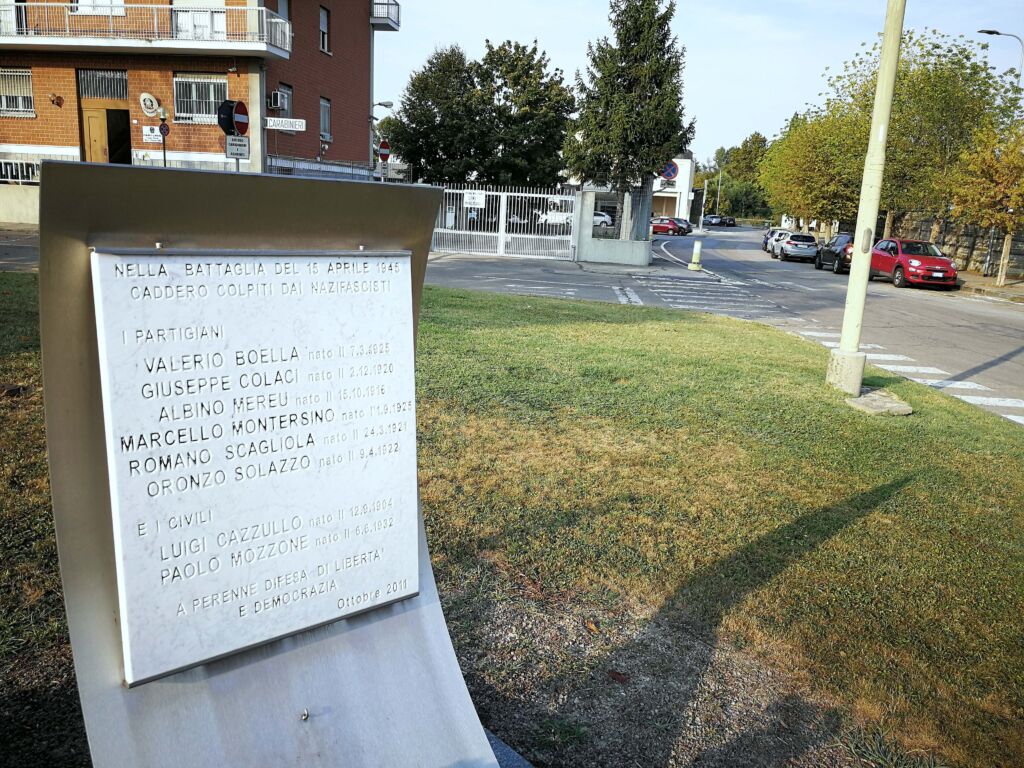 CARABINIERI
NELLA BATTAGLIA DEL 15 APRILE 1945
CADDERO COLPITI DAI NAZIFASCISTI
I PARTIGIANI
VALERIO BOELLA nato il 7.3.1925
GIUSEPPE COLACI nato il 2.12.1920
ALBINO MEREU nato il 15.10.1916
MARCELLO MONTERSINO nato l'1.9.1925
ROMANO SCAGLIOLA nato il 24.3.1921
ORONZO SOLAZZO nato il 9.4.1922
E I CIVILI
LUIGI CAZZULLO nato il 12.9.1904
PAOLO MOZZONE nato il 6.6.1932
A PERENNE DIFESA DI LIBERTA'
E DEMOCRAZIA
Ottobre 2011